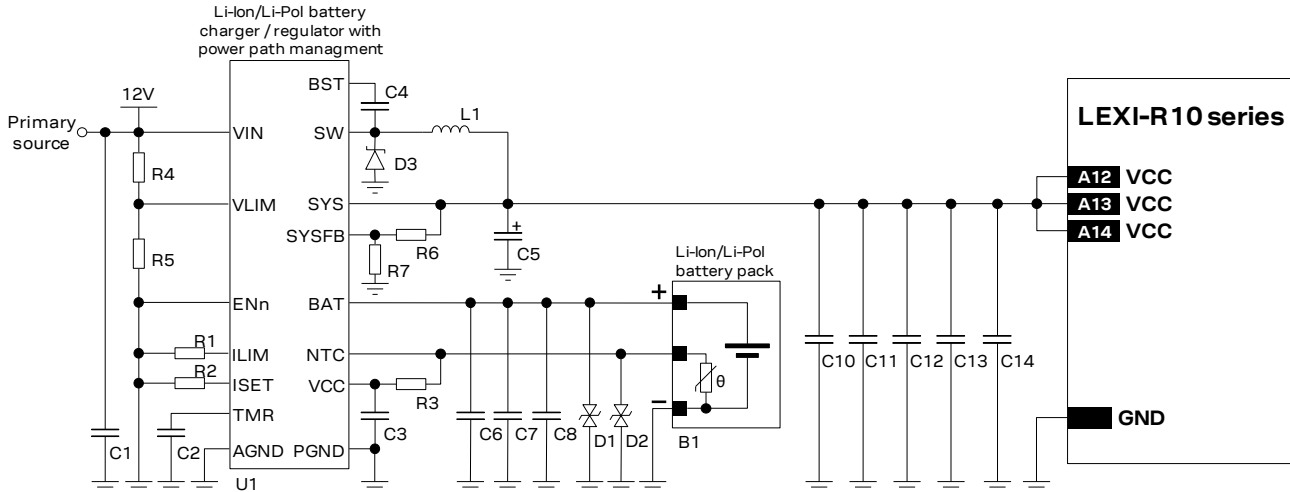 Li-Ion/Li-Pol battery
charger / regulator with
power path managment
12V
Primary
source
VIN
BST
C4
SW
L1
D3
R4
VLIM
SYS
SYSFB
R6
R7
C5
R5
ENn
BAT
R1
ILIM
NTC
R2
ISET
VCC
R3
TMR
C3
C1
C2
AGND
PGND
U1
C6
C7
C8
D1
D2
Li-Ion/Li-Pol
battery pack
+
θ
–
B1
C10
C11
C12
C13
C14
LEXI-R10 series
A12 VCC
A13 VCC
A14 VCC
GND